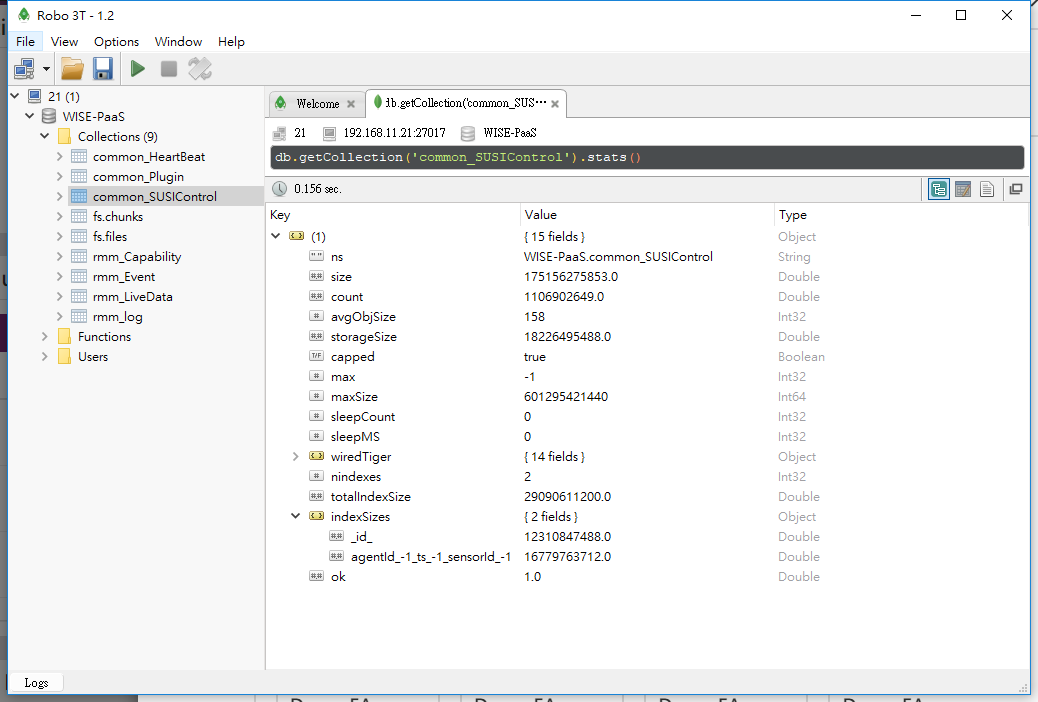 Robo 3T - 1.2
File View Options Window Help
21 (1)
WISE-PaaS
Collections (9)
common_HeartBeat
common_Plugin
common_SUSIControl
fs.chunks
fs.files
rmm_Capability
rmm_Event
rmm_LiveData
rmm_log
Functions
Users
Welcome
db.getCollection('common_SUS···
21 192.168.11.21:27017 WISE-PaaS
db.getCollection('common_SUSIControl').stats()
0.156 sec.
Key Value Type
(1) { 15 fields } Object
ns WISE-PaaS.common_SUSIControl String
size 175156275853.0 Double
count 1106902649.0 Double
avgObjSize 158 Int32
storageSize 18226495488.0 Double
capped true Boolean
max -1 Int32
maxSize 601295421440 Int64
sleepCount 0 Int32
sleepMS 0 Int32
wiredTiger { 14 fields } Object
nindexes 2 Int32
totalIndexSize 29090611200.0 Double
indexSizes { 2 fields } Object
_id_ 12310847488.0 Double
agentId_-1_ts_-1_sensorId_-1 16779763712.0 Double
ok 1.0 Double
Logs